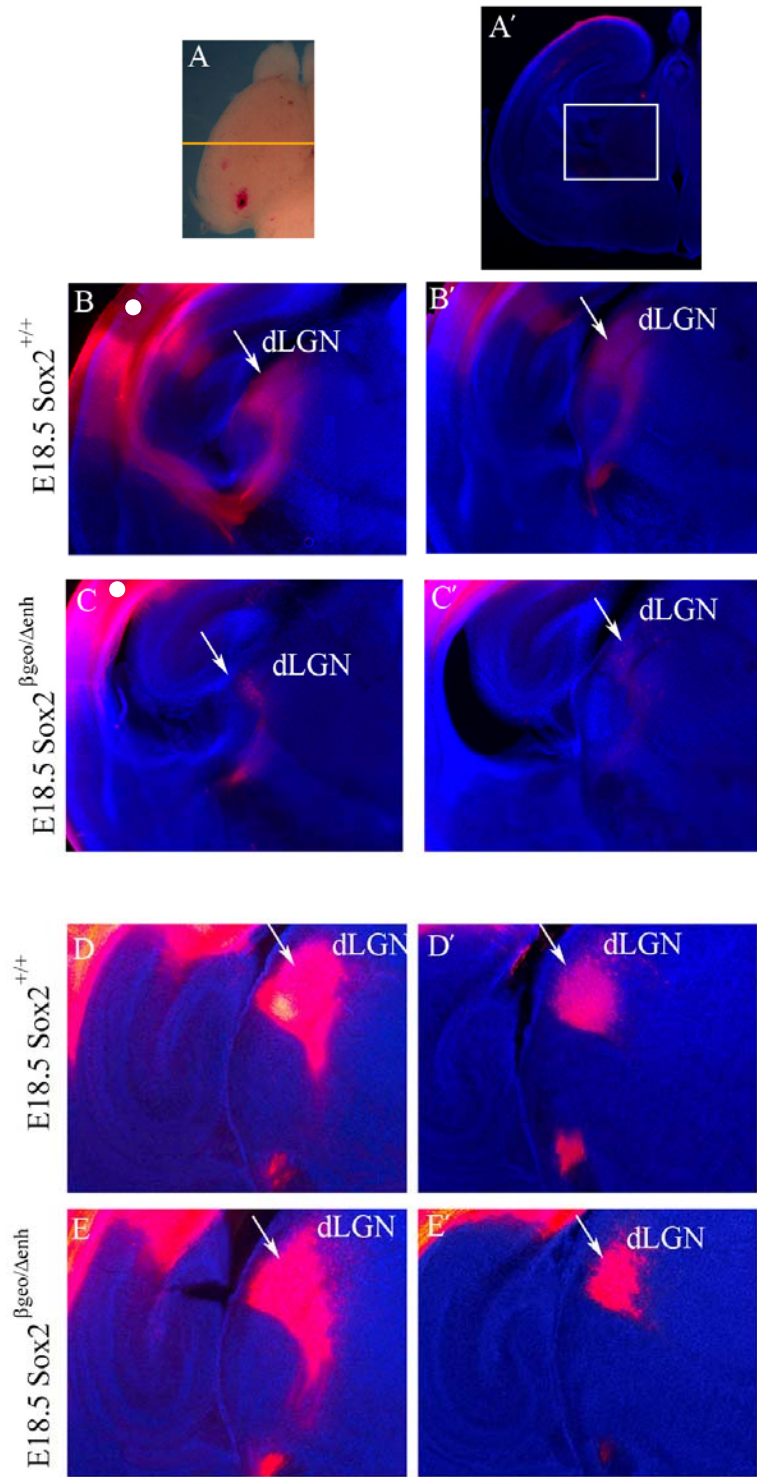 A
A′
E18.5 Sox2+/+
B
dLGN
B′
dLGN
E18.5 Sox2βgeo/Δenh
C
dLGN
C′
dLGN
E18.5 Sox2+/+
D
dLGN
D′
dLGN
E18.5 Sox2βgeo/Δenh
E
dLGN
E′
dLGN